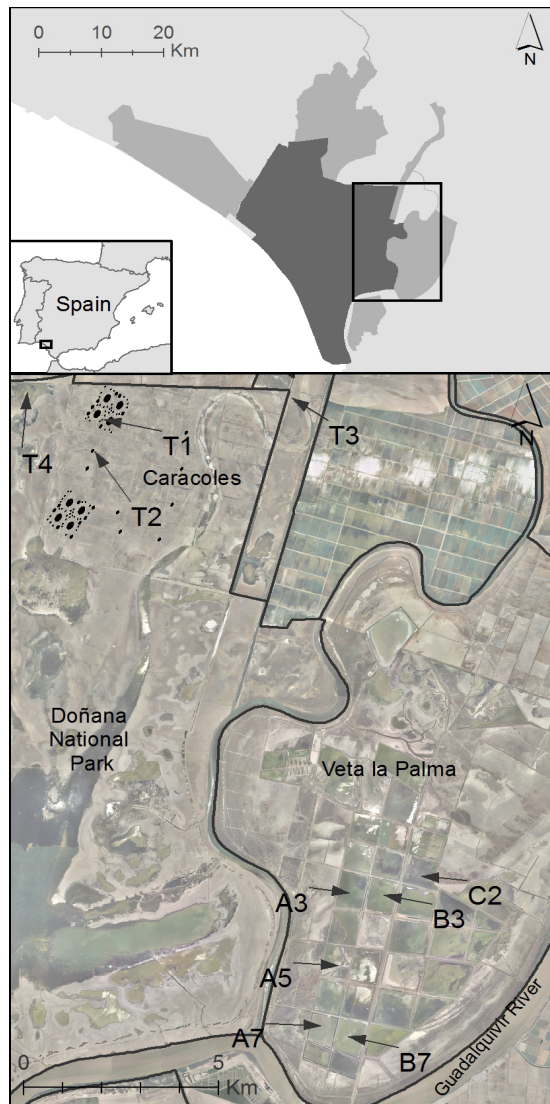 0 10 20
Km
N
Spain
N
T4
T1
T3
T2
Caracoles
Doñana
National
Park
Veta la Palma
A3
C2
B3
A5
A7
B7
Guadalquivir River
0 5
Km